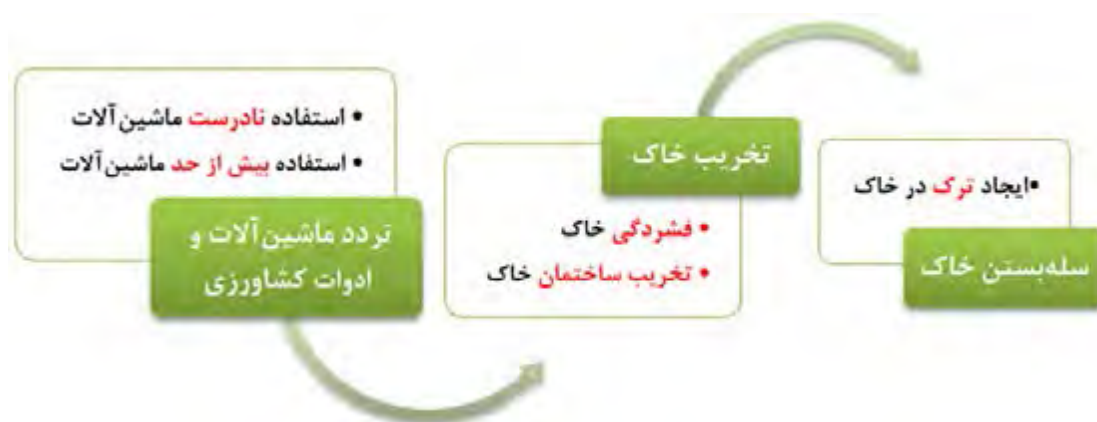 • استفاده نادرست ماشین‌آلات
• استفاده بیش از حد ماشین‌آلات
تردد ماشین‌آلات و
ادوات کشاورزی
تخریب خاک
• فشردگی خاک
• تخریب ساختمان خاک
•ایجاد ترک در خاک
سله‌بستن خاک